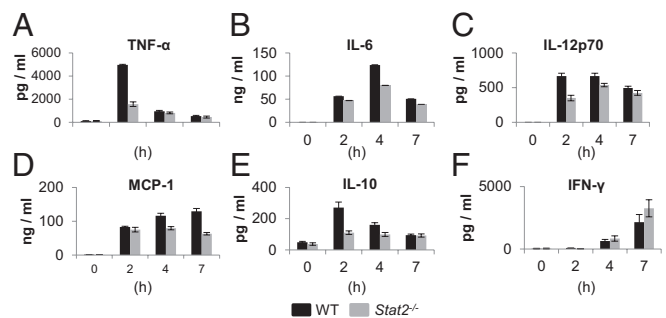 A TNF-α
pg / ml
6000
4000
2000
0
(h)
B IL-6
ng / ml
150
100
50
0
0 2 4 7
(h)
C IL-12p70
pg / ml
1000
500
0
0 2 4 7
(h)
D MCP-1
ng / ml
200
100
0
0 2 4 7
(h)
E IL-10
pg / ml
400
200
0
0 2 4 7
(h)
F IFN-γ
pg / ml
5000
0
0 2 4 7
(h)
WT Stat2-/-